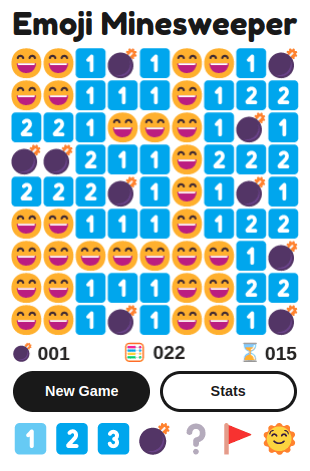 Emoji Minesweeper
1 1 1
1 1 1 1 2 2
2 2 1 1 1
2 1 1 2 2 2
2 2 2 1 1 1
1 1 1 1 2 2
1
1 1 1 2 2
1 1 1
001 022 015
New Game Stats
1 2 3 ?